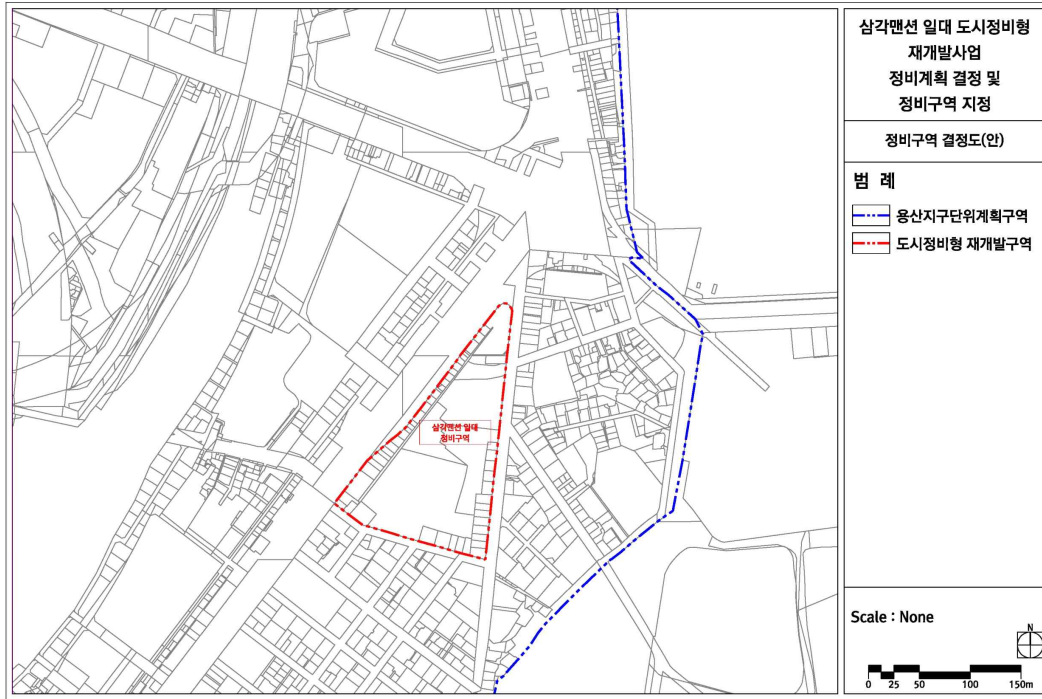 삼각맨션 일대 도시정비형
재개발사업
정비계획 결정 및
정비구역 지정
정비구역 결정도(안)
범 례
용산지구단위계획구역
도시정비형 재개발구역
삼각맨션 일대
정비구역
Scale : None
N
0 25 50 100 150m